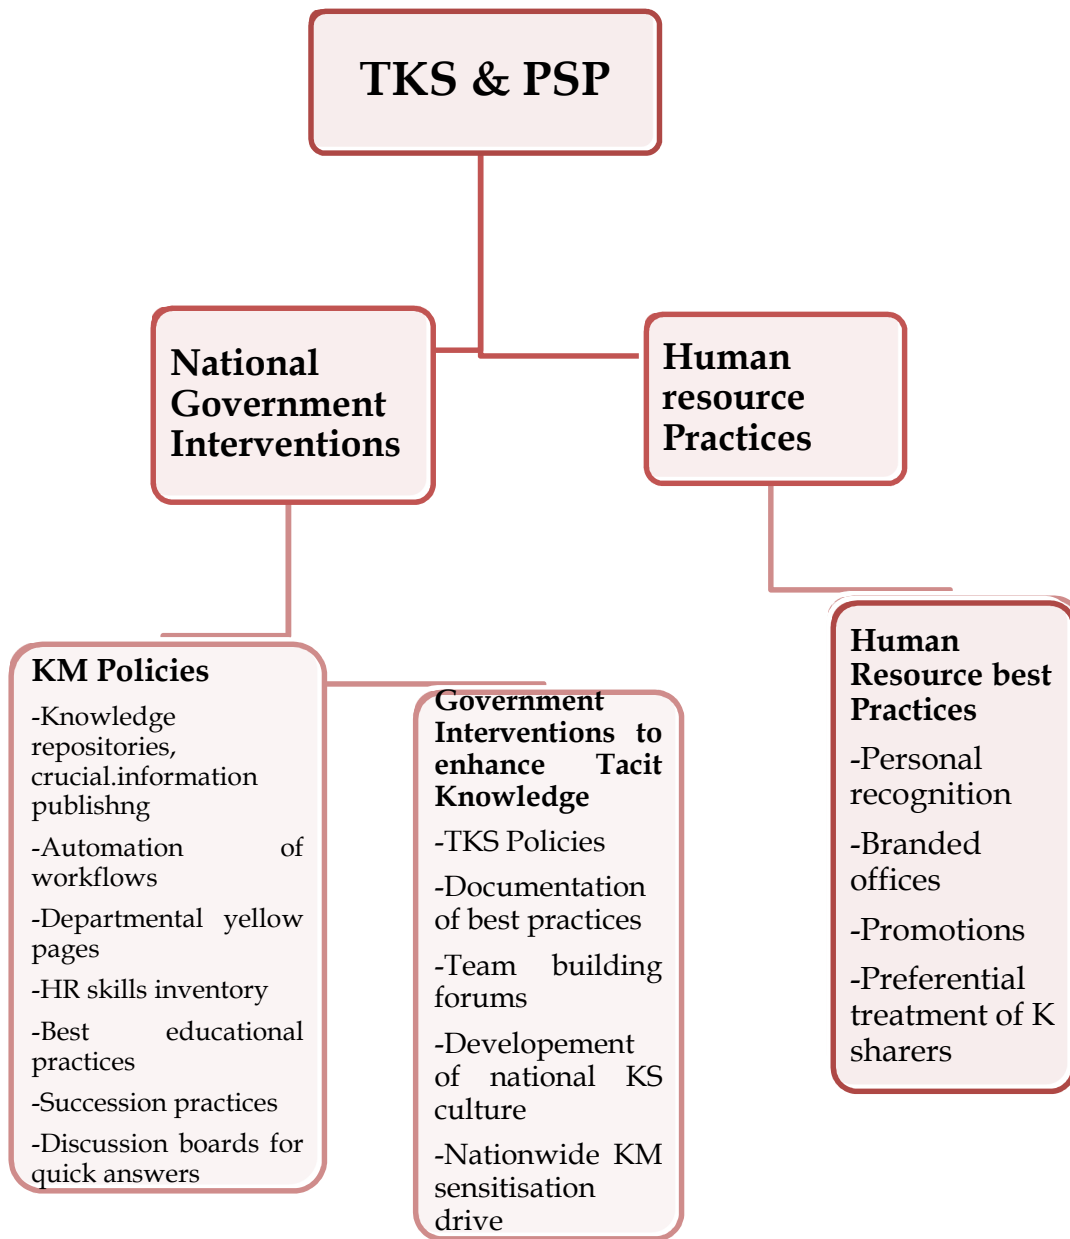 TKS & PSP
National
Government
Interventions
Human
resource
Practices
KM Policies
-Knowledge
repositories,
crucial.information
publishng
-Automation of
workflows
-Departmental yellow
pages
-HR skills inventory
-Best educational
practices
-Succession practices
-Discussion boards for
quick answers
Government
Interventions to
enhance Tacit
Knowledge
-TKS Policies
-Documentation
of best practices
-Team building
forums
-Developement
of national KS
culture
-Nationwide KM
sensitisation
drive
Human
Resource best
Practices
-Personal
recognition
-Branded
offices
-Promotions
-Preferential
treatment of K
sharers